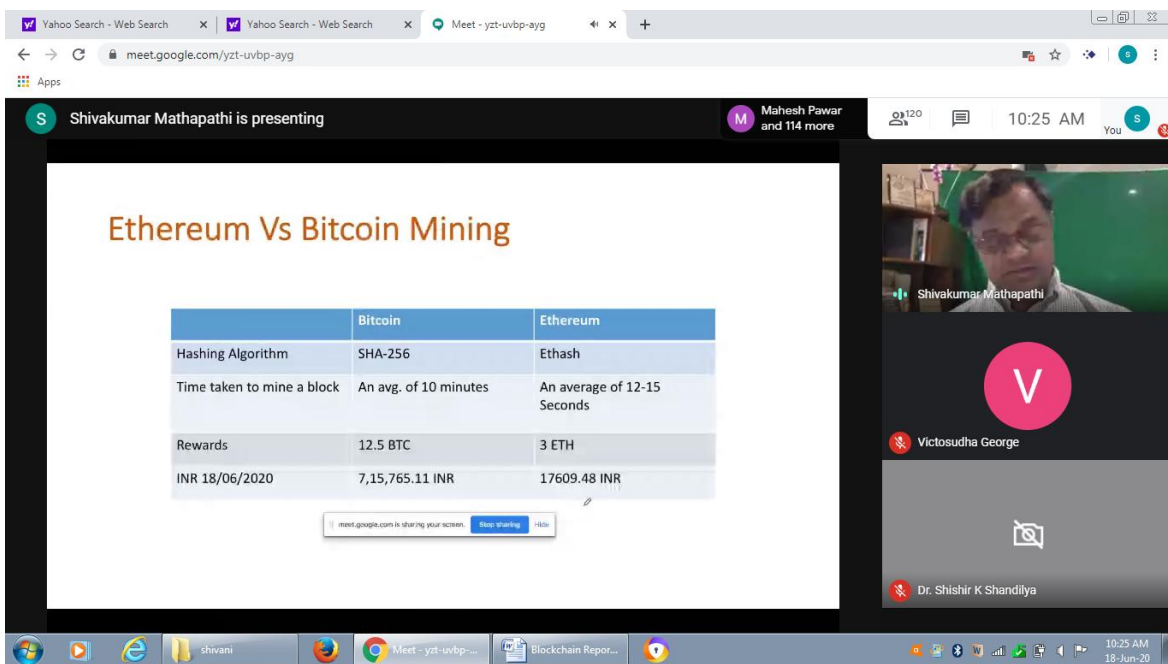 Yahoo Search - Web Search
Yahoo Search - Web Search
Meet - yzt-uvbp-ayg
meet.google.com/yzt-uvbp-ayg
Apps
S
Shivakumar Mathapathi is presenting
M
Mahesh Pawar
and 114 more
120
10:25 AM
You
S
Ethereum Vs Bitcoin Mining
Bitcoin Ethereum
Hashing Algorithm SHA-256 Ethash
Time taken to mine a block An avg. of 10 minutes An average of 12-15
Seconds
Rewards 12.5 BTC 3 ETH
INR 18/06/2020 7,15,765.11 INR 17609.48 INR
meet.google.com is sharing your screen. Stop sharing Hide
Shivakumar Mathapathi
V
Victosudha George
Dr. Shishir K Shandilya
shivani
Meet - yzt-uvbp-...
Blockchain Repor...
10:25 AM
18-Jun-20